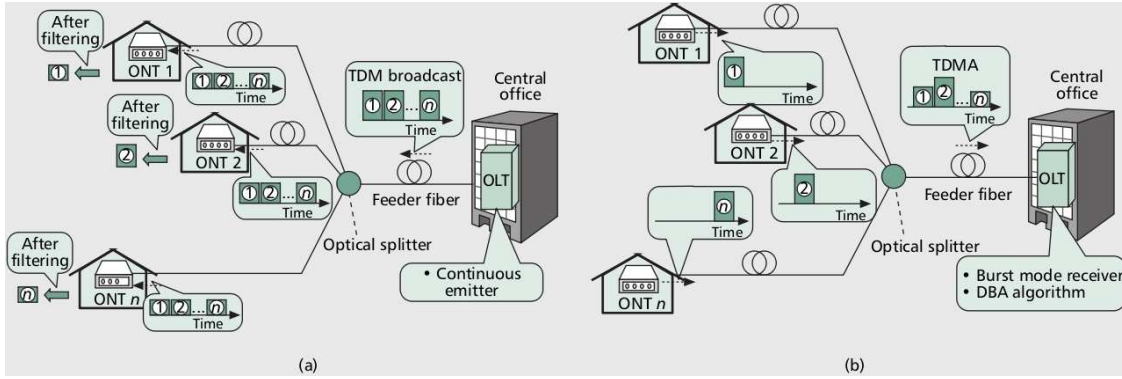 After
filtering
①
ONT 1
① ② ... ⓝ
Time
After
filtering
②
ONT 2
① ② ... ⓝ
Time
After
filtering
ⓝ
ONT n
① ② ... ⓝ
Time
TDM broadcast
① ② ... ⓝ
Time
Central
office
OLT
Feeder fiber
Optical splitter
• Continuous
emitter
(a)
ONT 1
①
Time
ONT 2
②
Time
ⓝ
Time
ONT n
TDMA
① ② ... ⓝ
Time
Central
office
OLT
Feeder fiber
Optical splitter
• Burst mode receiver
• DBA algorithm
(b)